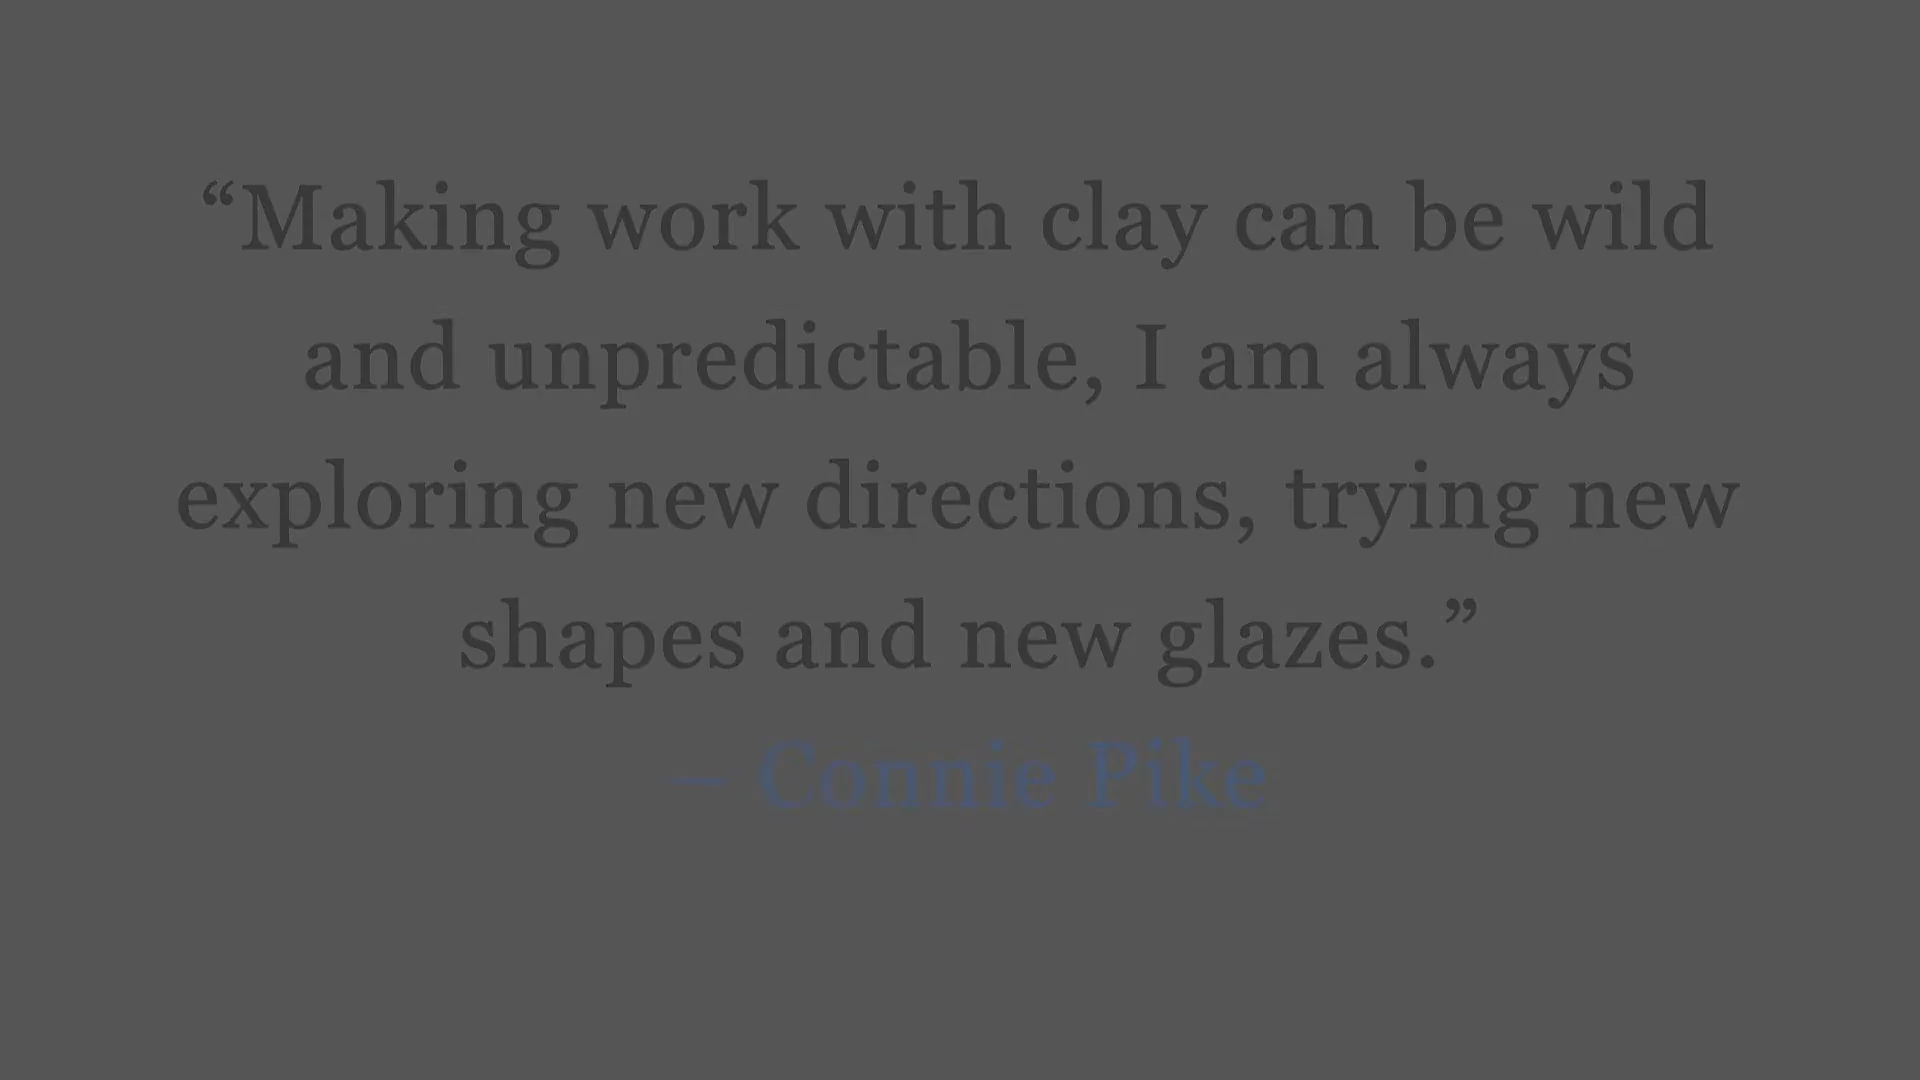 “Making work with clay can be wild
and unpredictable, I am always
exploring new directions, trying new
shapes and new glazes.”
– Connie Pike